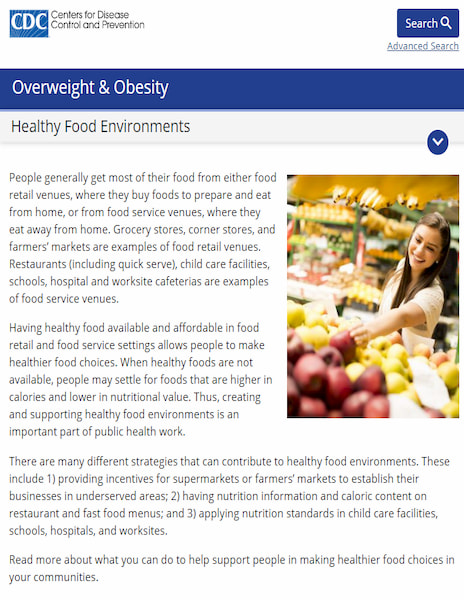 CDC Centers for Disease
Control and Prevention
Search
Advanced Search
Overweight & Obesity
Healthy Food Environments
People generally get most of their food from either food
retail venues, where they buy foods to prepare and eat
from home, or from food service venues, where they
eat away from home. Grocery stores, corner stores, and
farmers’ markets are examples of food retail venues.
Restaurants (including quick serve), child care facilities,
schools, hospital and worksite cafeterias are examples
of food service venues.
Having healthy food available and affordable in food
retail and food service settings allows people to make
healthier food choices. When healthy foods are not
available, people may settle for foods that are higher in
calories and lower in nutritional value. Thus, creating
and supporting healthy food environments is an
important part of public health work.
There are many different strategies that can contribute to healthy food environments. These
include 1) providing incentives for supermarkets or farmers’ markets to establish their
businesses in underserved areas; 2) having nutrition information and caloric content on
restaurant and fast food menus; and 3) applying nutrition standards in child care facilities,
schools, hospitals, and worksites.
Read more about what you can do to help support people in making healthier food choices in
your communities.